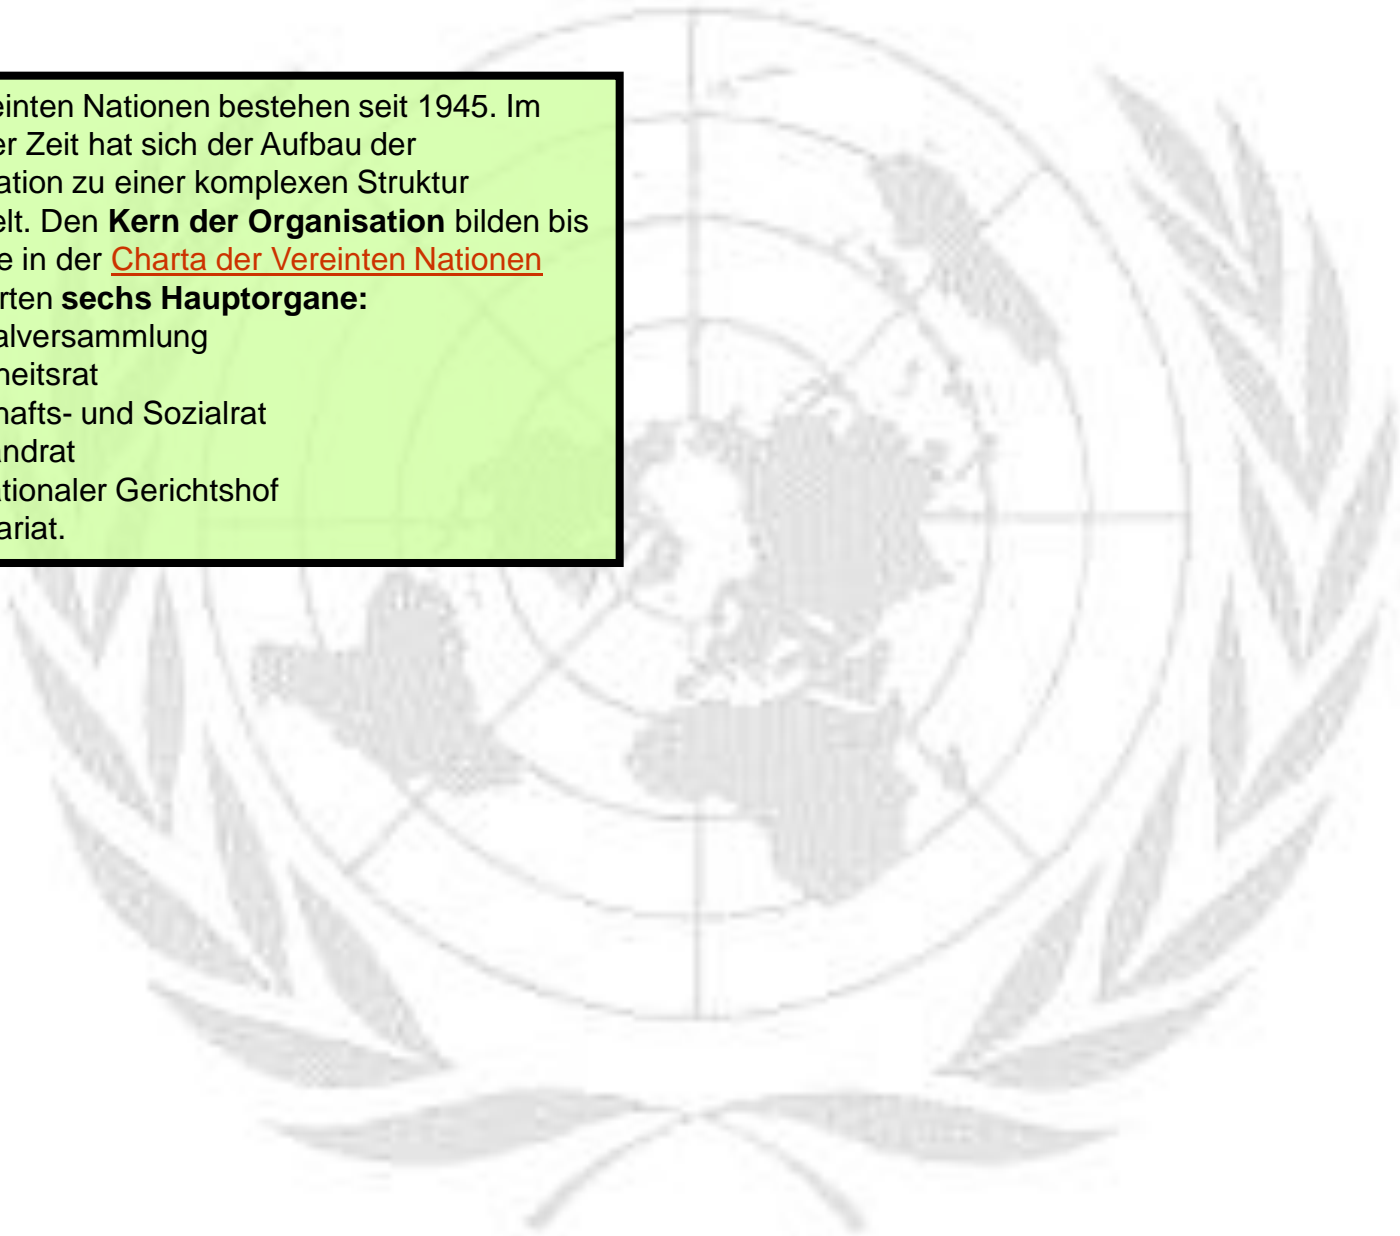 einten Nationen bestehen seit 1945. Im
er Zeit hat sich der Aufbau der
ation zu einer komplexen Struktur
elt. Den Kern der Organisation bilden bis
e in der Charta der Vereinten Nationen
rten sechs Hauptorgane:
alversammlung
heitsrat
hafts- und Sozialrat
andrat
ationaler Gerichtshof
ariat.